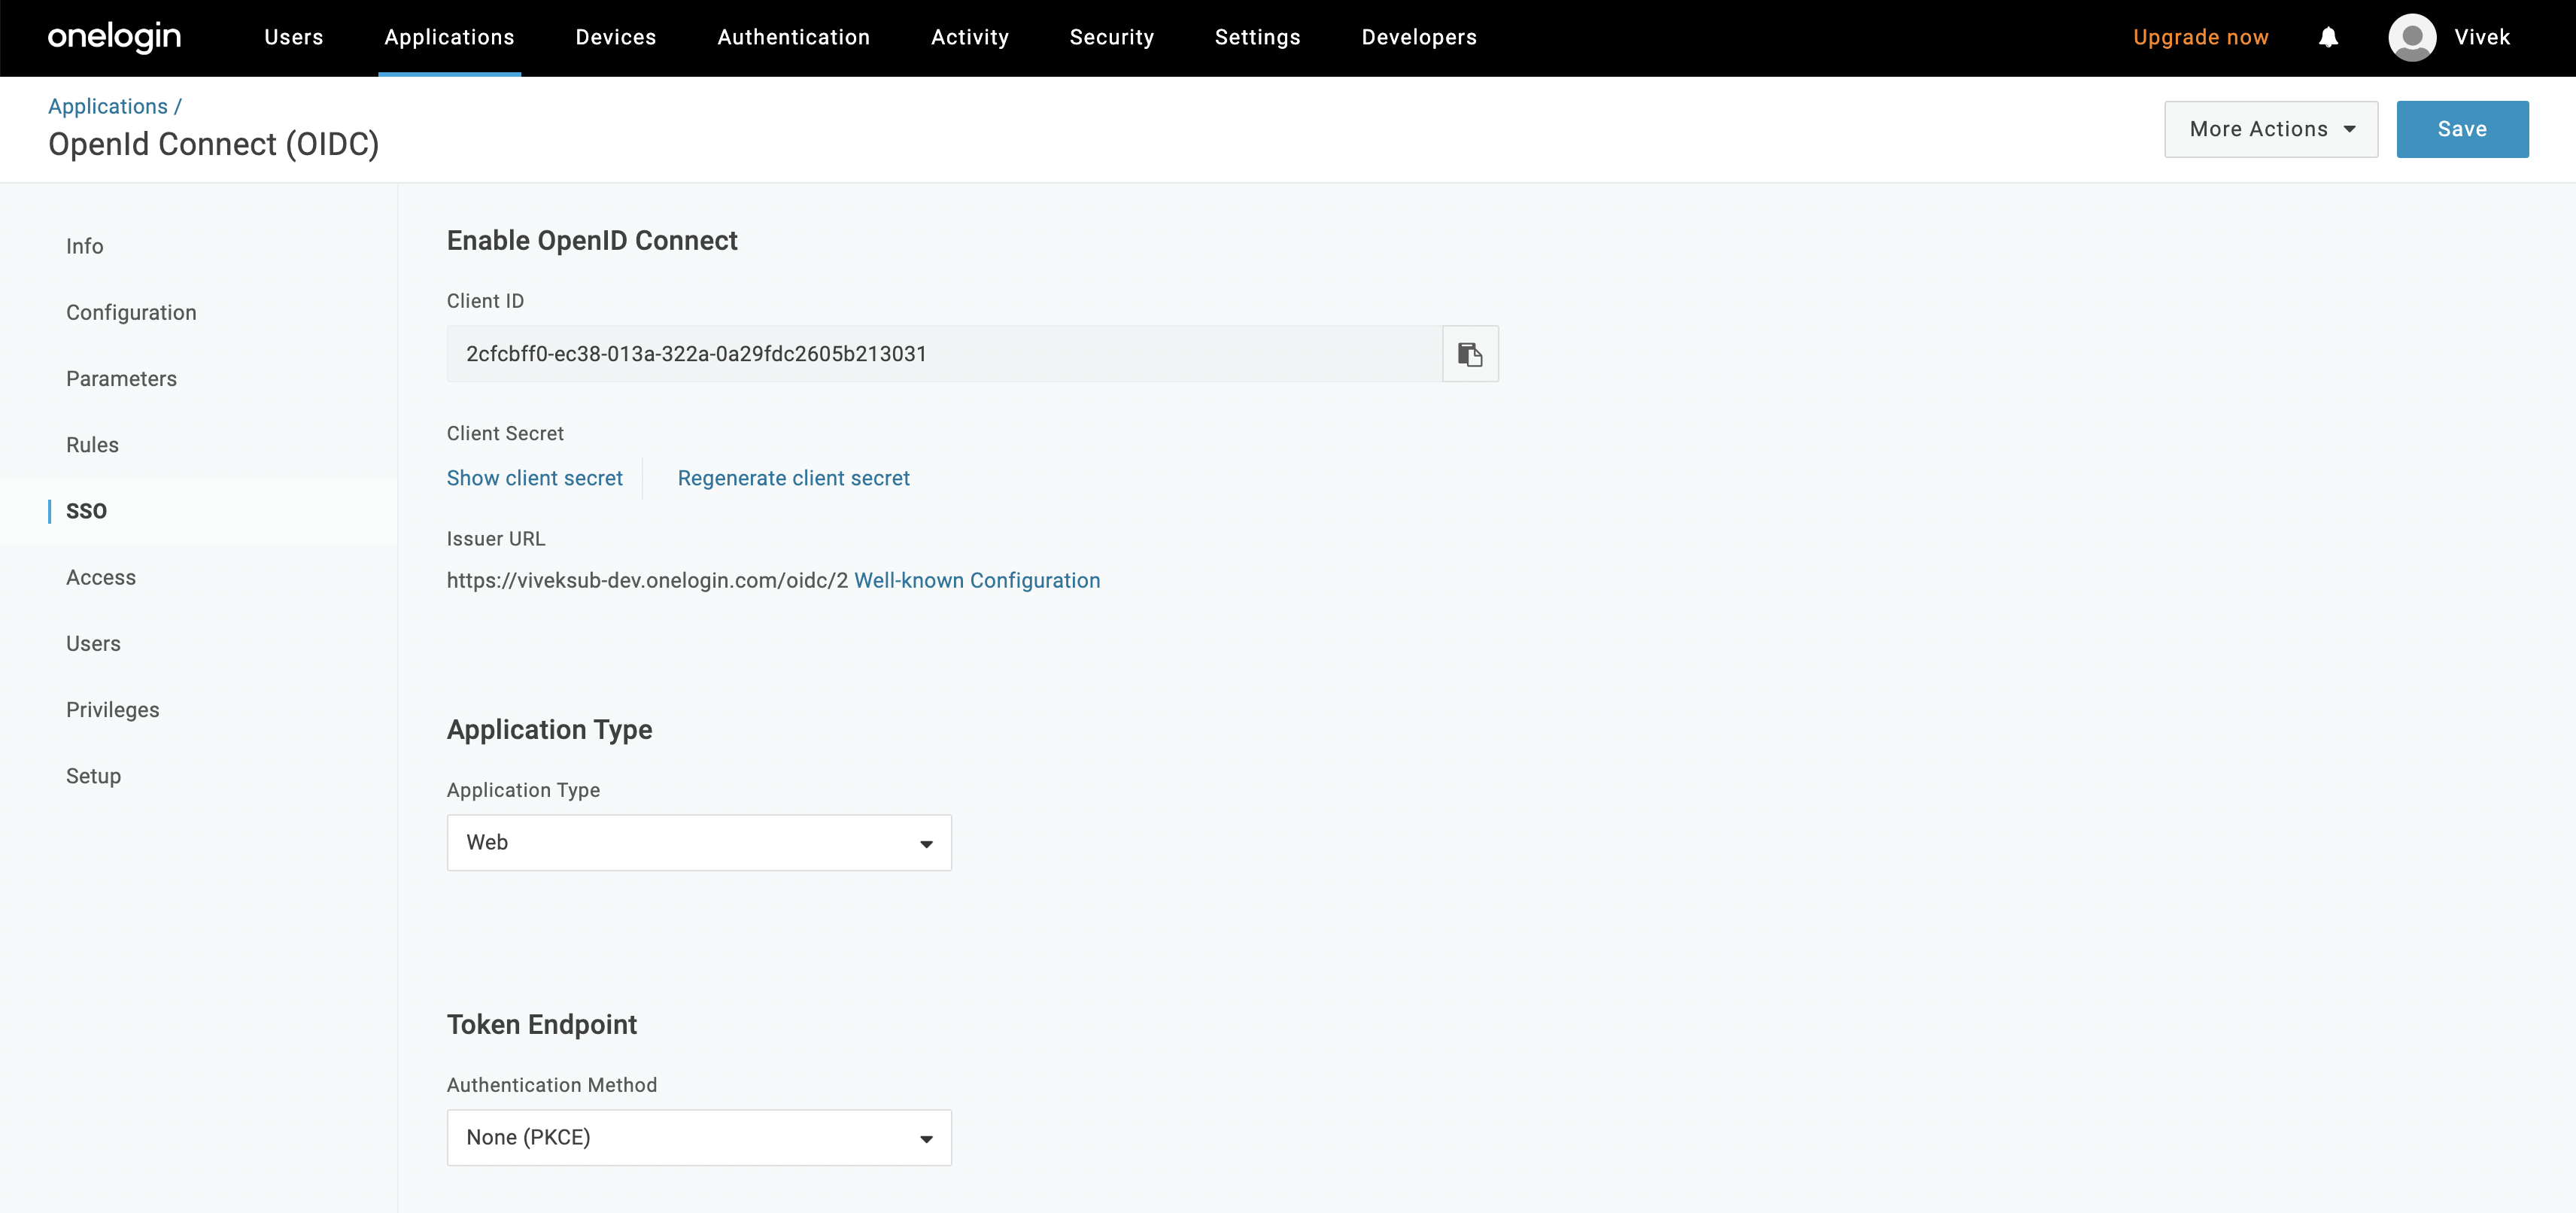 onelogin Users Applications Devices Authentication Activity Security Settings Developers Upgrade now Vivek
Applications /
OpenId Connect (OIDC)
More Actions Save
Info
Configuration
Parameters
Rules
SSO
Access
Users
Privileges
Setup
Enable OpenID Connect
Client ID
2cfcbff0-ec38-013a-322a-0a29fdc2605b213031
Client Secret
Show client secret Regenerate client secret
Issuer URL
https://viveksub-dev.onelogin.com/oidc/2 Well-known Configuration
Application Type
Application Type
Web
Token Endpoint
Authentication Method
None (PKCE)